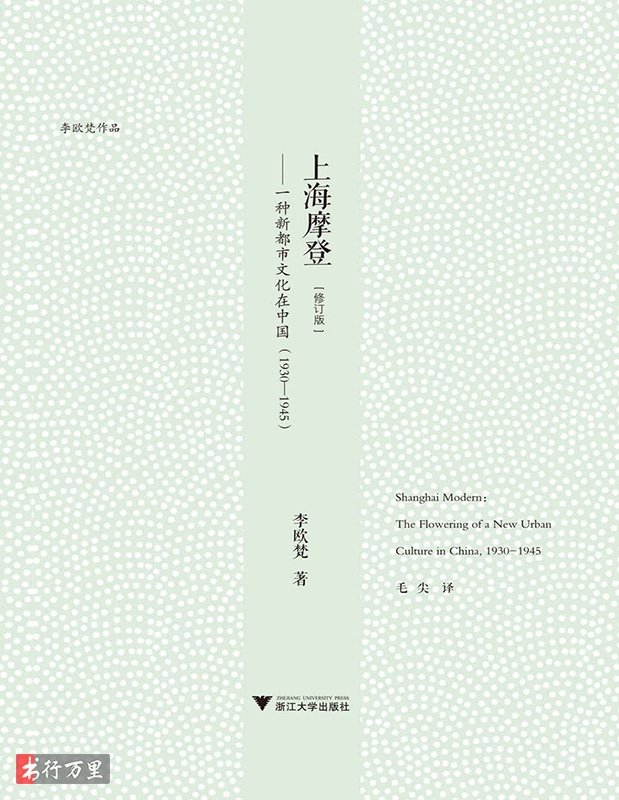 李欧梵作品
上海摩登
［修订版］
——一种新都市文化在中国（1930—1945）
李欧梵 著
Shanghai Modern：
The Flowering of a New Urban
Culture in China, 1930-1945
毛尖 译
ZHEJIANG UNIVERSITY PRESS
浙江大学出版社
书行万里